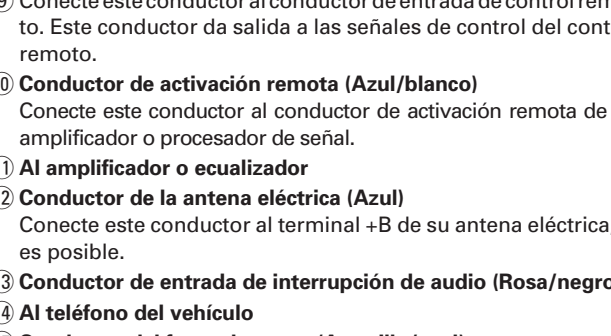 Conecte este conductor al conductor de entrada de control rem
to. Este conductor da salida a las señales de control del cont
remoto.
Conductor de activación remota (Azul/blanco)
Conecte este conductor al conductor de activación remota de
amplificador o procesador de señal.
Al amplificador o ecualizador
Conductor de la antena eléctrica (Azul)
Conecte este conductor al terminal +B de su antena eléctrica,
es posible.
Conductor de entrada de interrupción de audio (Rosa/negro
Al teléfono del vehículo